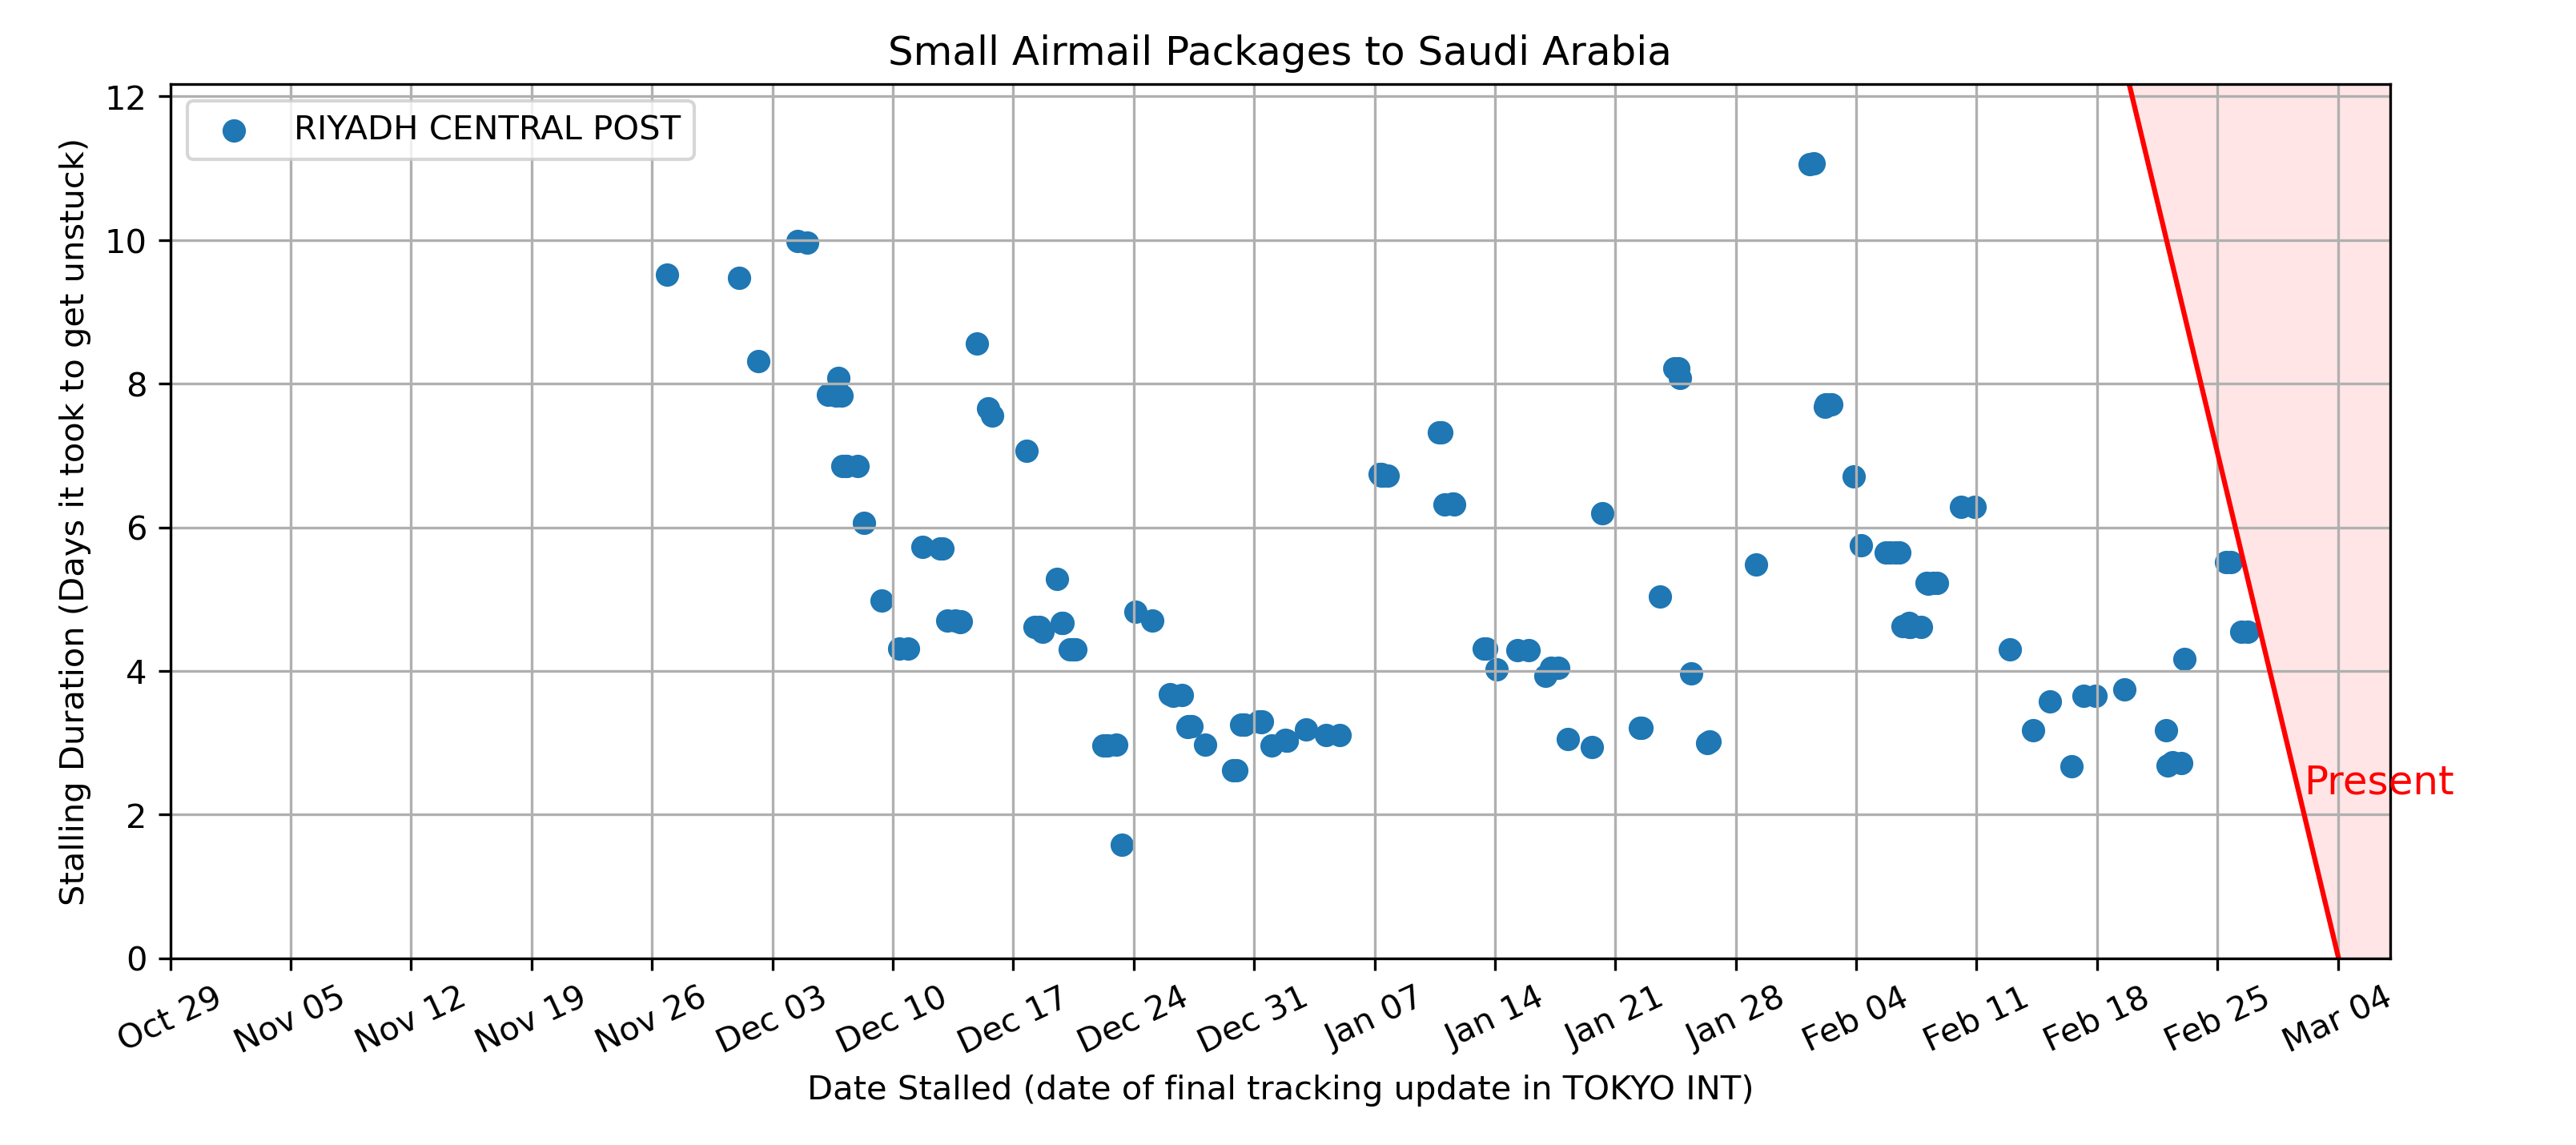 Small Airmail Packages to Saudi Arabia
RIYADH CENTRAL POST
Stalling Duration (Days it took to get unstuck)
12
10
8
6
4
2
0
Present
Oct 29
Nov 05
Nov 12
Nov 19
Nov 26
Dec 03
Dec 10
Dec 17
Dec 24
Dec 31
Jan 07
Jan 14
Jan 21
Jan 28
Feb 04
Feb 11
Feb 18
Feb 25
Mar 04
Date Stalled (date of final tracking update in TOKYO INT)